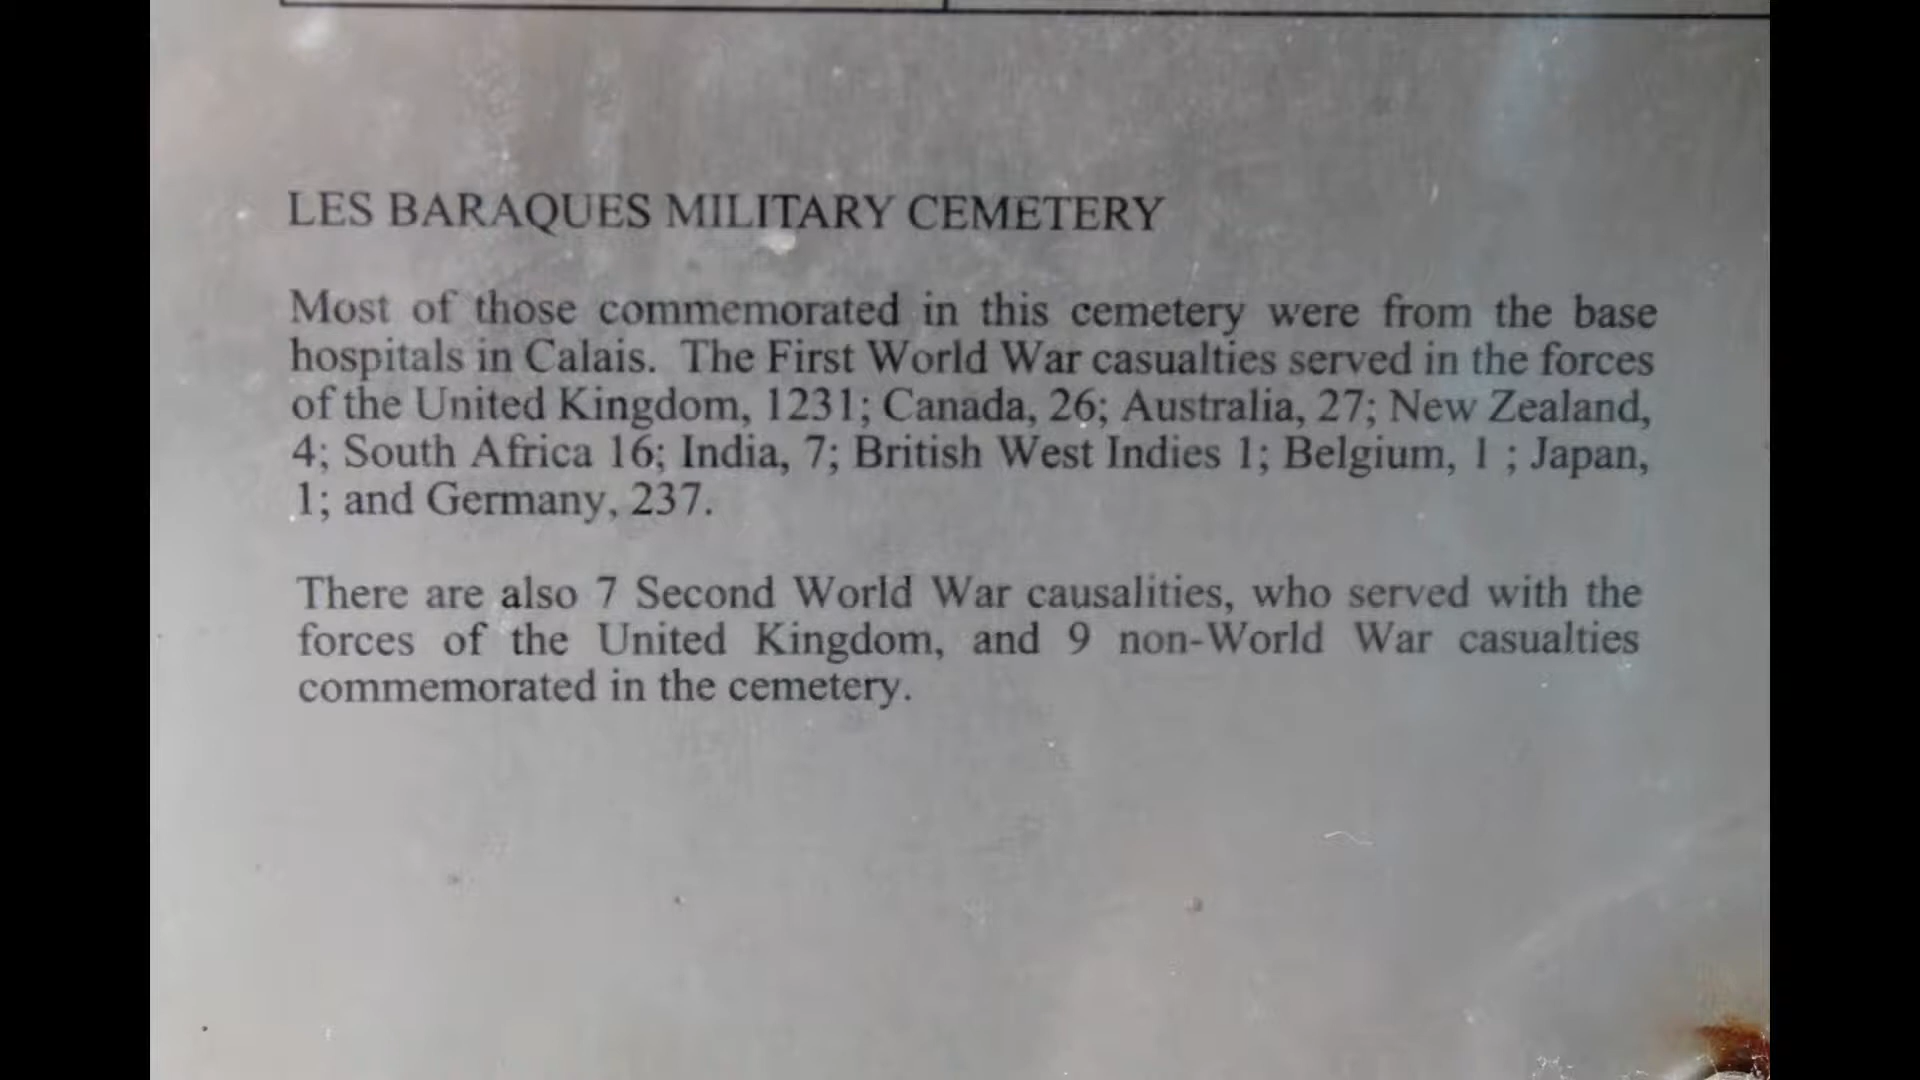 LES BARAQUES MILITARY CEMETERY
Most of those commemorated in this cemetery were from the base
hospitals in Calais. The First World War casualties served in the forces
of the United Kingdom, 1231; Canada, 26; Australia, 27; New Zealand,
4; South Africa 16; India, 7; British West Indies 1; Belgium, 1 ; Japan,
1; and Germany, 237.
There are also 7 Second World War causalities, who served with the
forces of the United Kingdom, and 9 non-World War casualties
commemorated in the cemetery.